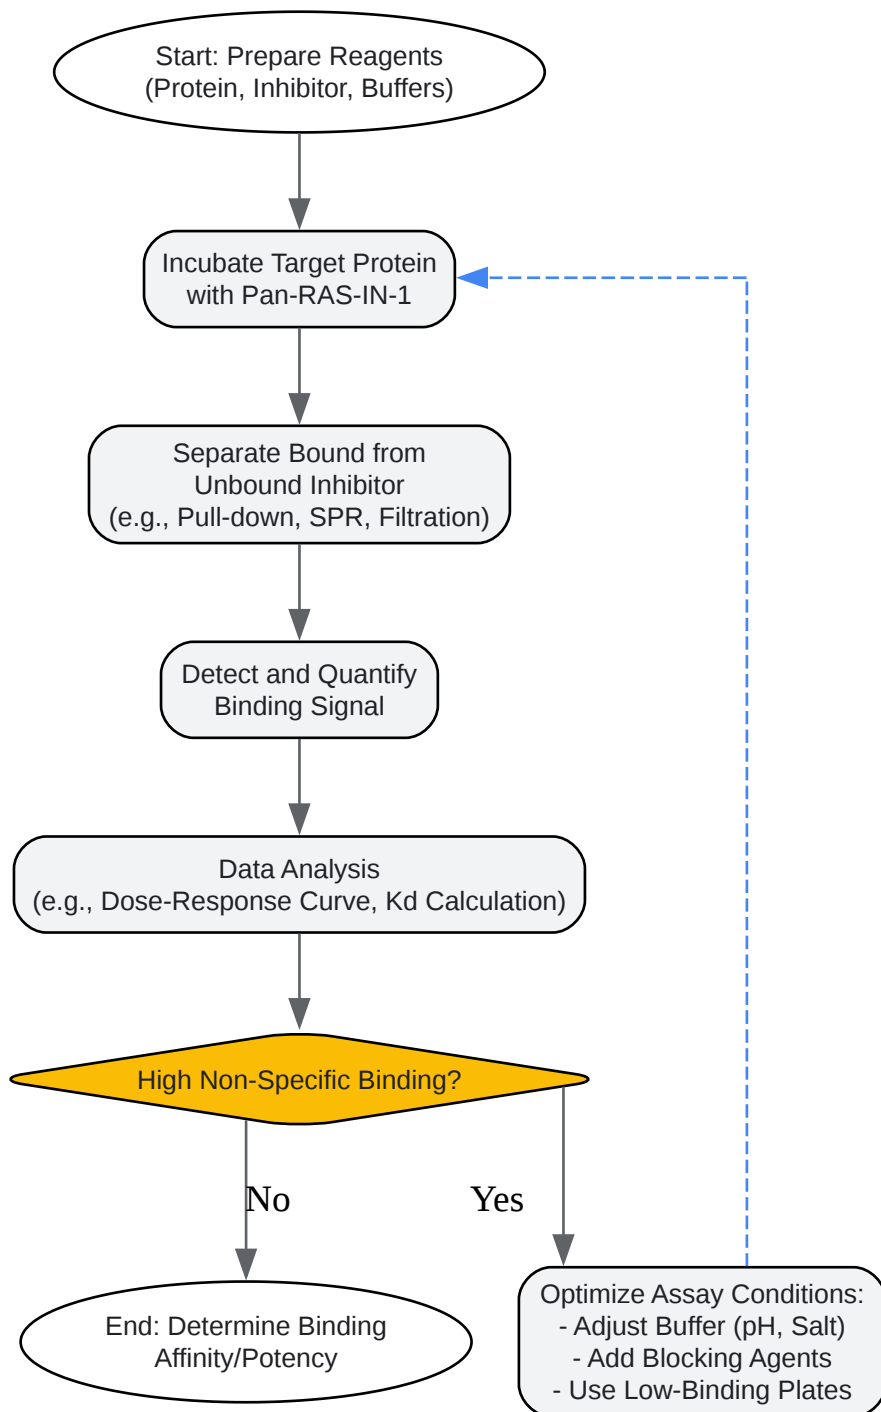 Start: Prepare Reagents
(Protein, Inhibitor, Buffers)
Incubate Target Protein
with Pan-RAS-IN-1
Separate Bound from
Unbound Inhibitor
(e.g., Pull-down, SPR, Filtration)
Detect and Quantify
Binding Signal
Data Analysis
(e.g., Dose-Response Curve, Kd Calculation)
High Non-Specific Binding?
No
Yes
End: Determine Binding
Affinity/Potency
Optimize Assay Conditions:
- Adjust Buffer (pH, Salt)
- Add Blocking Agents
- Use Low-Binding Plates